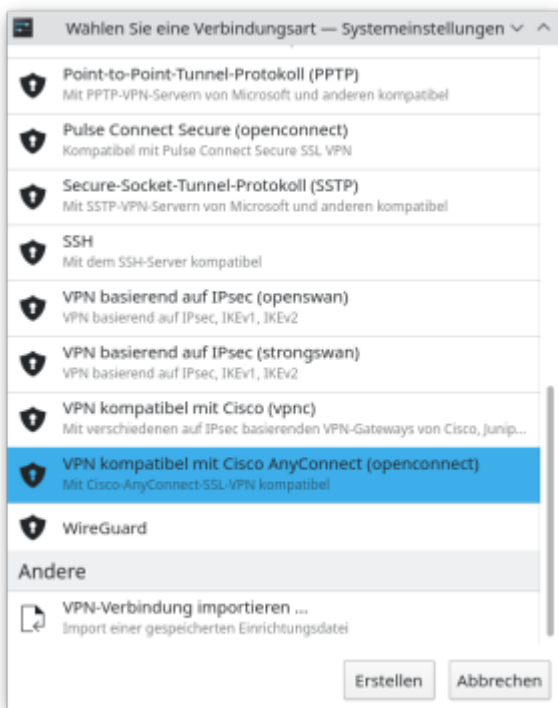 Wählen Sie eine Verbindungsart — Systemeinstellungen
Point-to-Point-Tunnel-Protokoll (PPTP)
Mit PPTP-VPN-Servern von Microsoft und anderen kompatibel
Pulse Connect Secure (openconnect)
Kompatibel mit Pulse Connect Secure SSL VPN
Secure-Socket-Tunnel-Protokoll (SSTP)
Mit SSTP-VPN-Servern von Microsoft und anderen kompatibel
SSH
Mit dem SSH-Server kompatibel
VPN basierend auf IPsec (openswan)
VPN basierend auf IPsec, IKEv1, IKEv2
VPN basierend auf IPsec (strongswan)
VPN basierend auf IPsec, IKEv1, IKEv2
VPN kompatibel mit Cisco (vpnc)
Mit verschiedenen auf IPsec basierenden VPN-Gateways von Cisco, Junip...
VPN kompatibel mit Cisco AnyConnect (openconnect)
Mit Cisco-AnyConnect-SSL-VPN kompatibel
WireGuard
Andere
VPN-Verbindung importieren ...
Import einer gespeicherten Einrichtungsdatei
Erstellen
Abbrechen